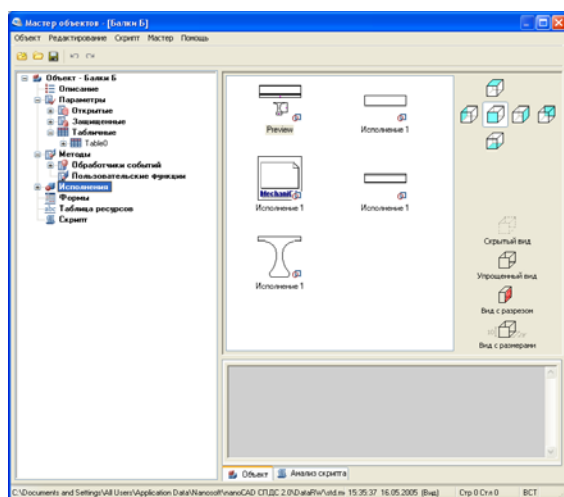 Мастер объектов - [Балки Б]
Объект Редактирование Скрипт Мастер Помощь
Объект - Балки Б
Описание
Параметры
Открытые
Защищенные
Табличные
Table0
Методы
Обработчики событий
Пользовательские функции
Исполнения
Формы
abc Таблица ресурсов
Скрипт
Preview
Исполнение 1
Mechani
Исполнение 1
Исполнение 1
Исполнение 1
Скрытый вид
Упрощенный вид
Вид с разрезом
Вид с размерами
Объект Анализ скрипта
C:\Documents and Settings\All Users\Application Data\Nanosoft\nanoCAD СПДС 2.0\DataRW\std.mv 15:35:37 16.05.2005 (Вид) Стр 0 Стл 0 ВСТ